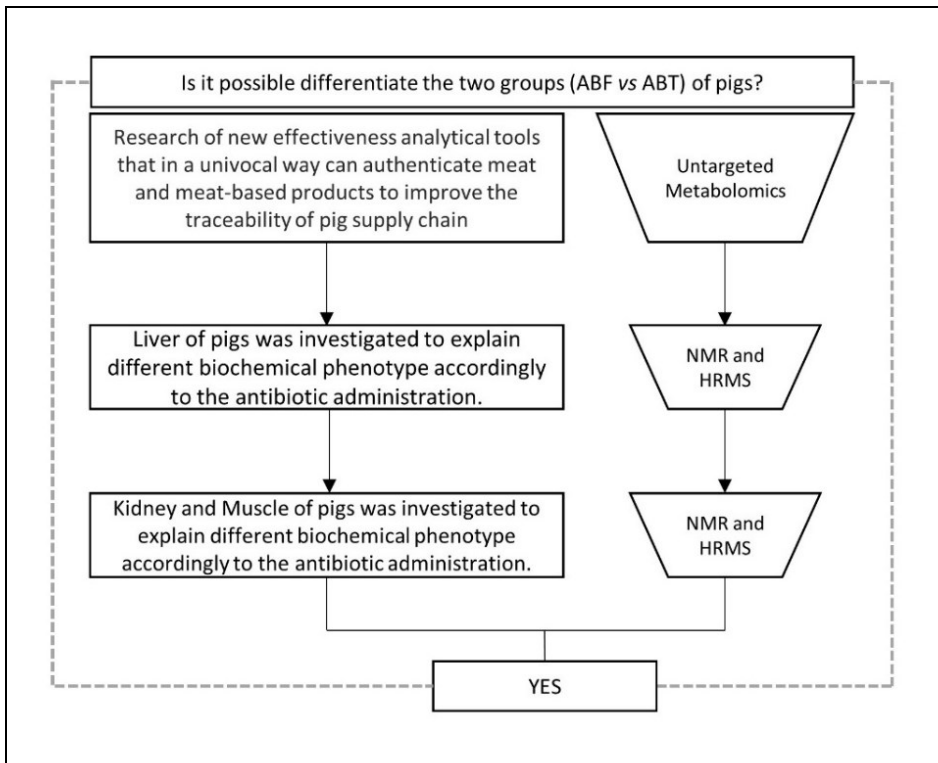 Is it possible differentiate the two groups (ABF vs ABT) of pigs?
Research of new effectiveness analytical tools
that in a univocal way can authenticate meat
and meat-based products to improve the
traceability of pig supply chain
Untargeted
Metabolomics
Liver of pigs was investigated to explain
different biochemical phenotype accordingly
to the antibiotic administration.
NMR and
HRMS
Kidney and Muscle of pigs was investigated to
explain different biochemical phenotype
accordingly to the antibiotic administration.
NMR and
HRMS
YES